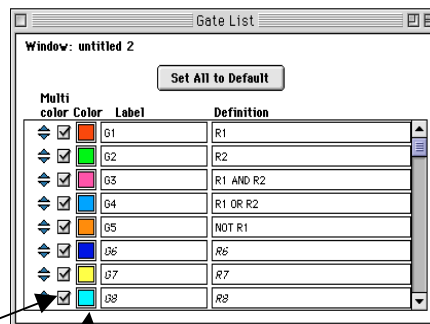 Gate List
Window: untitled 2
Set All to Default
Multi
color Color Label Definition
G1 R1
G2 R2
G3 R1 AND R2
G4 R1 OR R2
G5 NOT R1
G6 R6
G7 R7
G8 R8